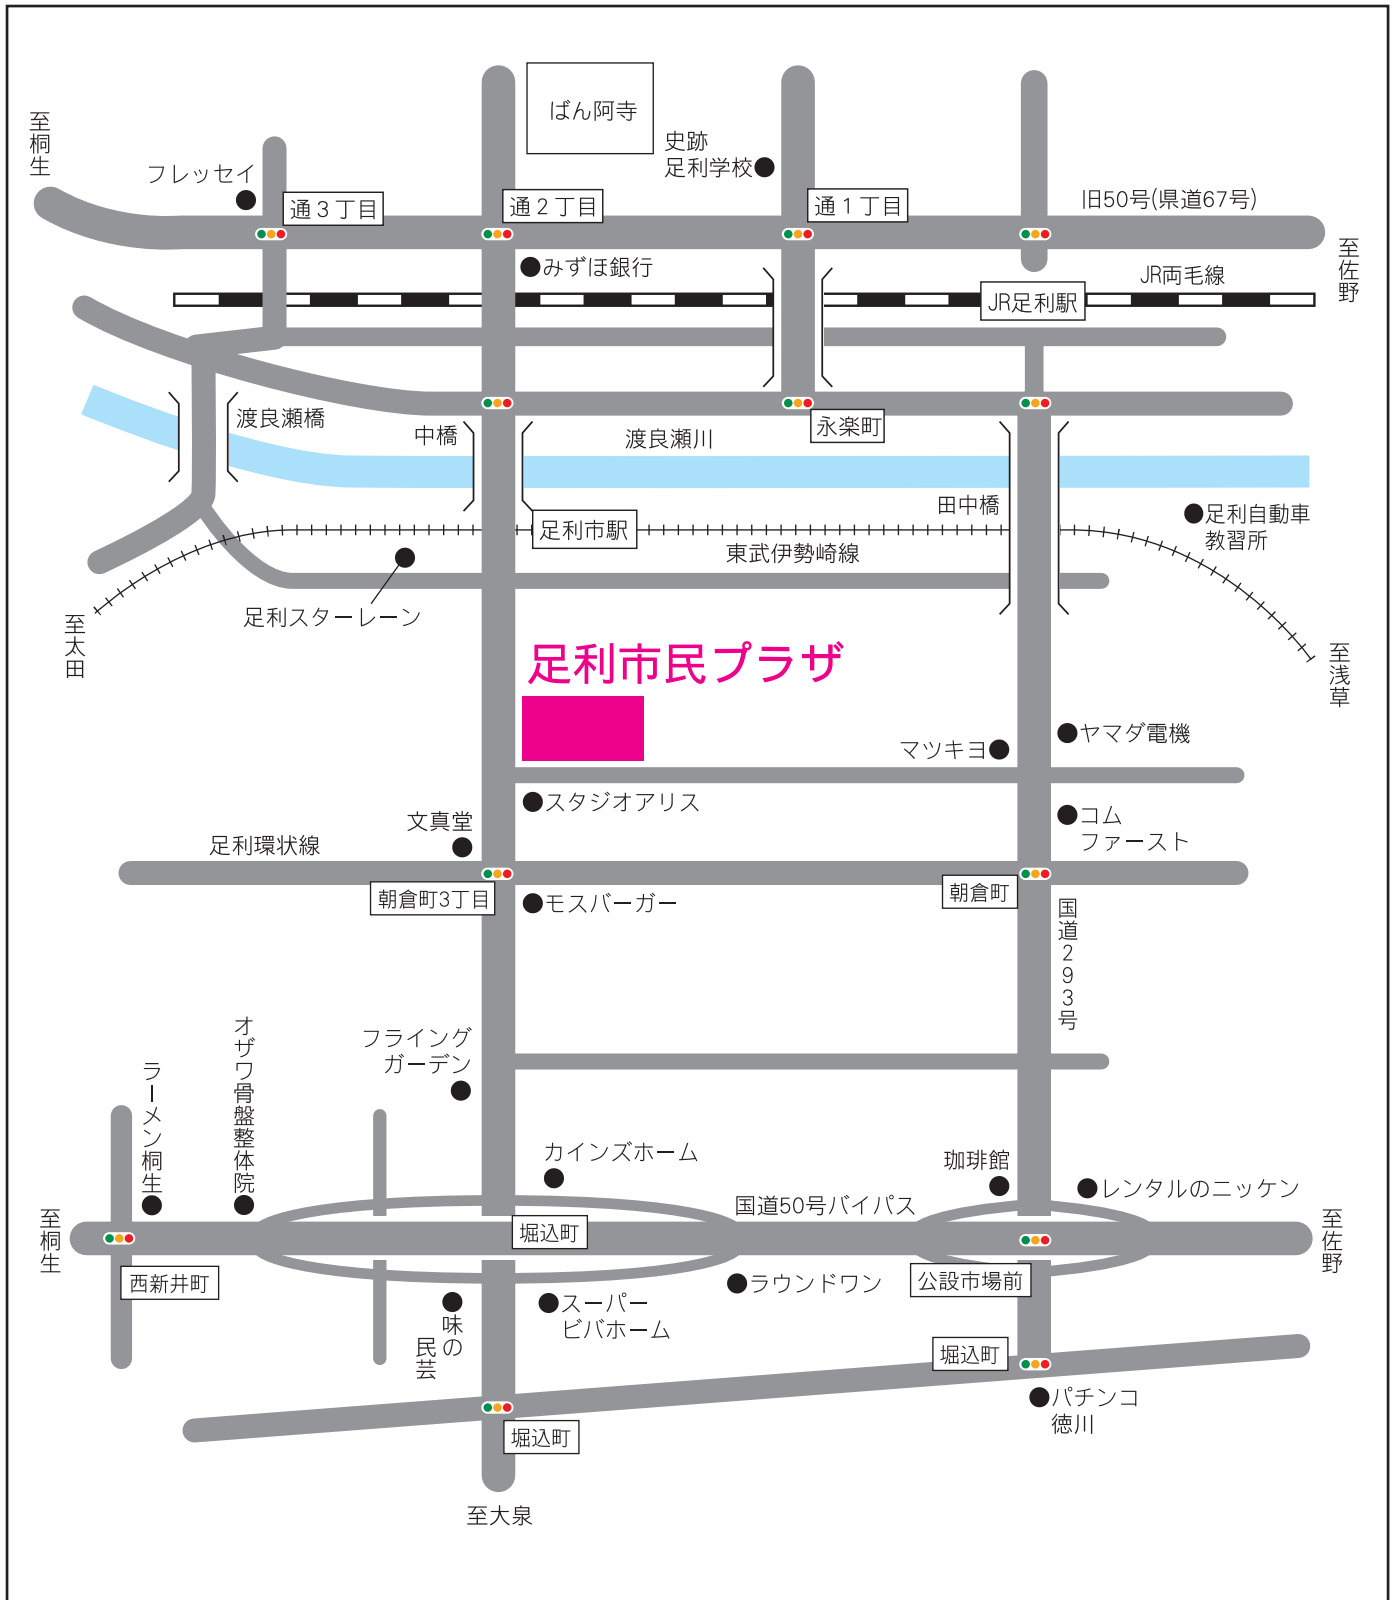 至桐生
ばん阿寺
史跡
足利学校
フレッセイ
通3丁目
通2丁目
通1丁目
旧50号(県道67号)
至佐野
みずほ銀行
JR両毛線
JR足利駅
渡良瀬橋
中橋
渡良瀬川
永楽町
田中橋
足利自動車
教習所
足利市駅
東武伊勢崎線
足利スターレーン
至太田
至浅草
足利市民プラザ
マツキヨ
ヤマダ電機
スタジオアリス
コム
ファースト
文真堂
足利環状線
朝倉町3丁目
モスバーガー
朝倉町
国道293号
フライング
ガーデン
オザワ骨盤整体院
ラーメン桐生
カインズホーム
珈琲館
レンタルのニッケン
国道50号バイパス
至桐生
堀込町
至佐野
西新井町
公設市場前
ラウンドワン
スーパー
ビバホーム
味の
民芸
堀込町
パチンコ
徳川
堀込町
至大泉